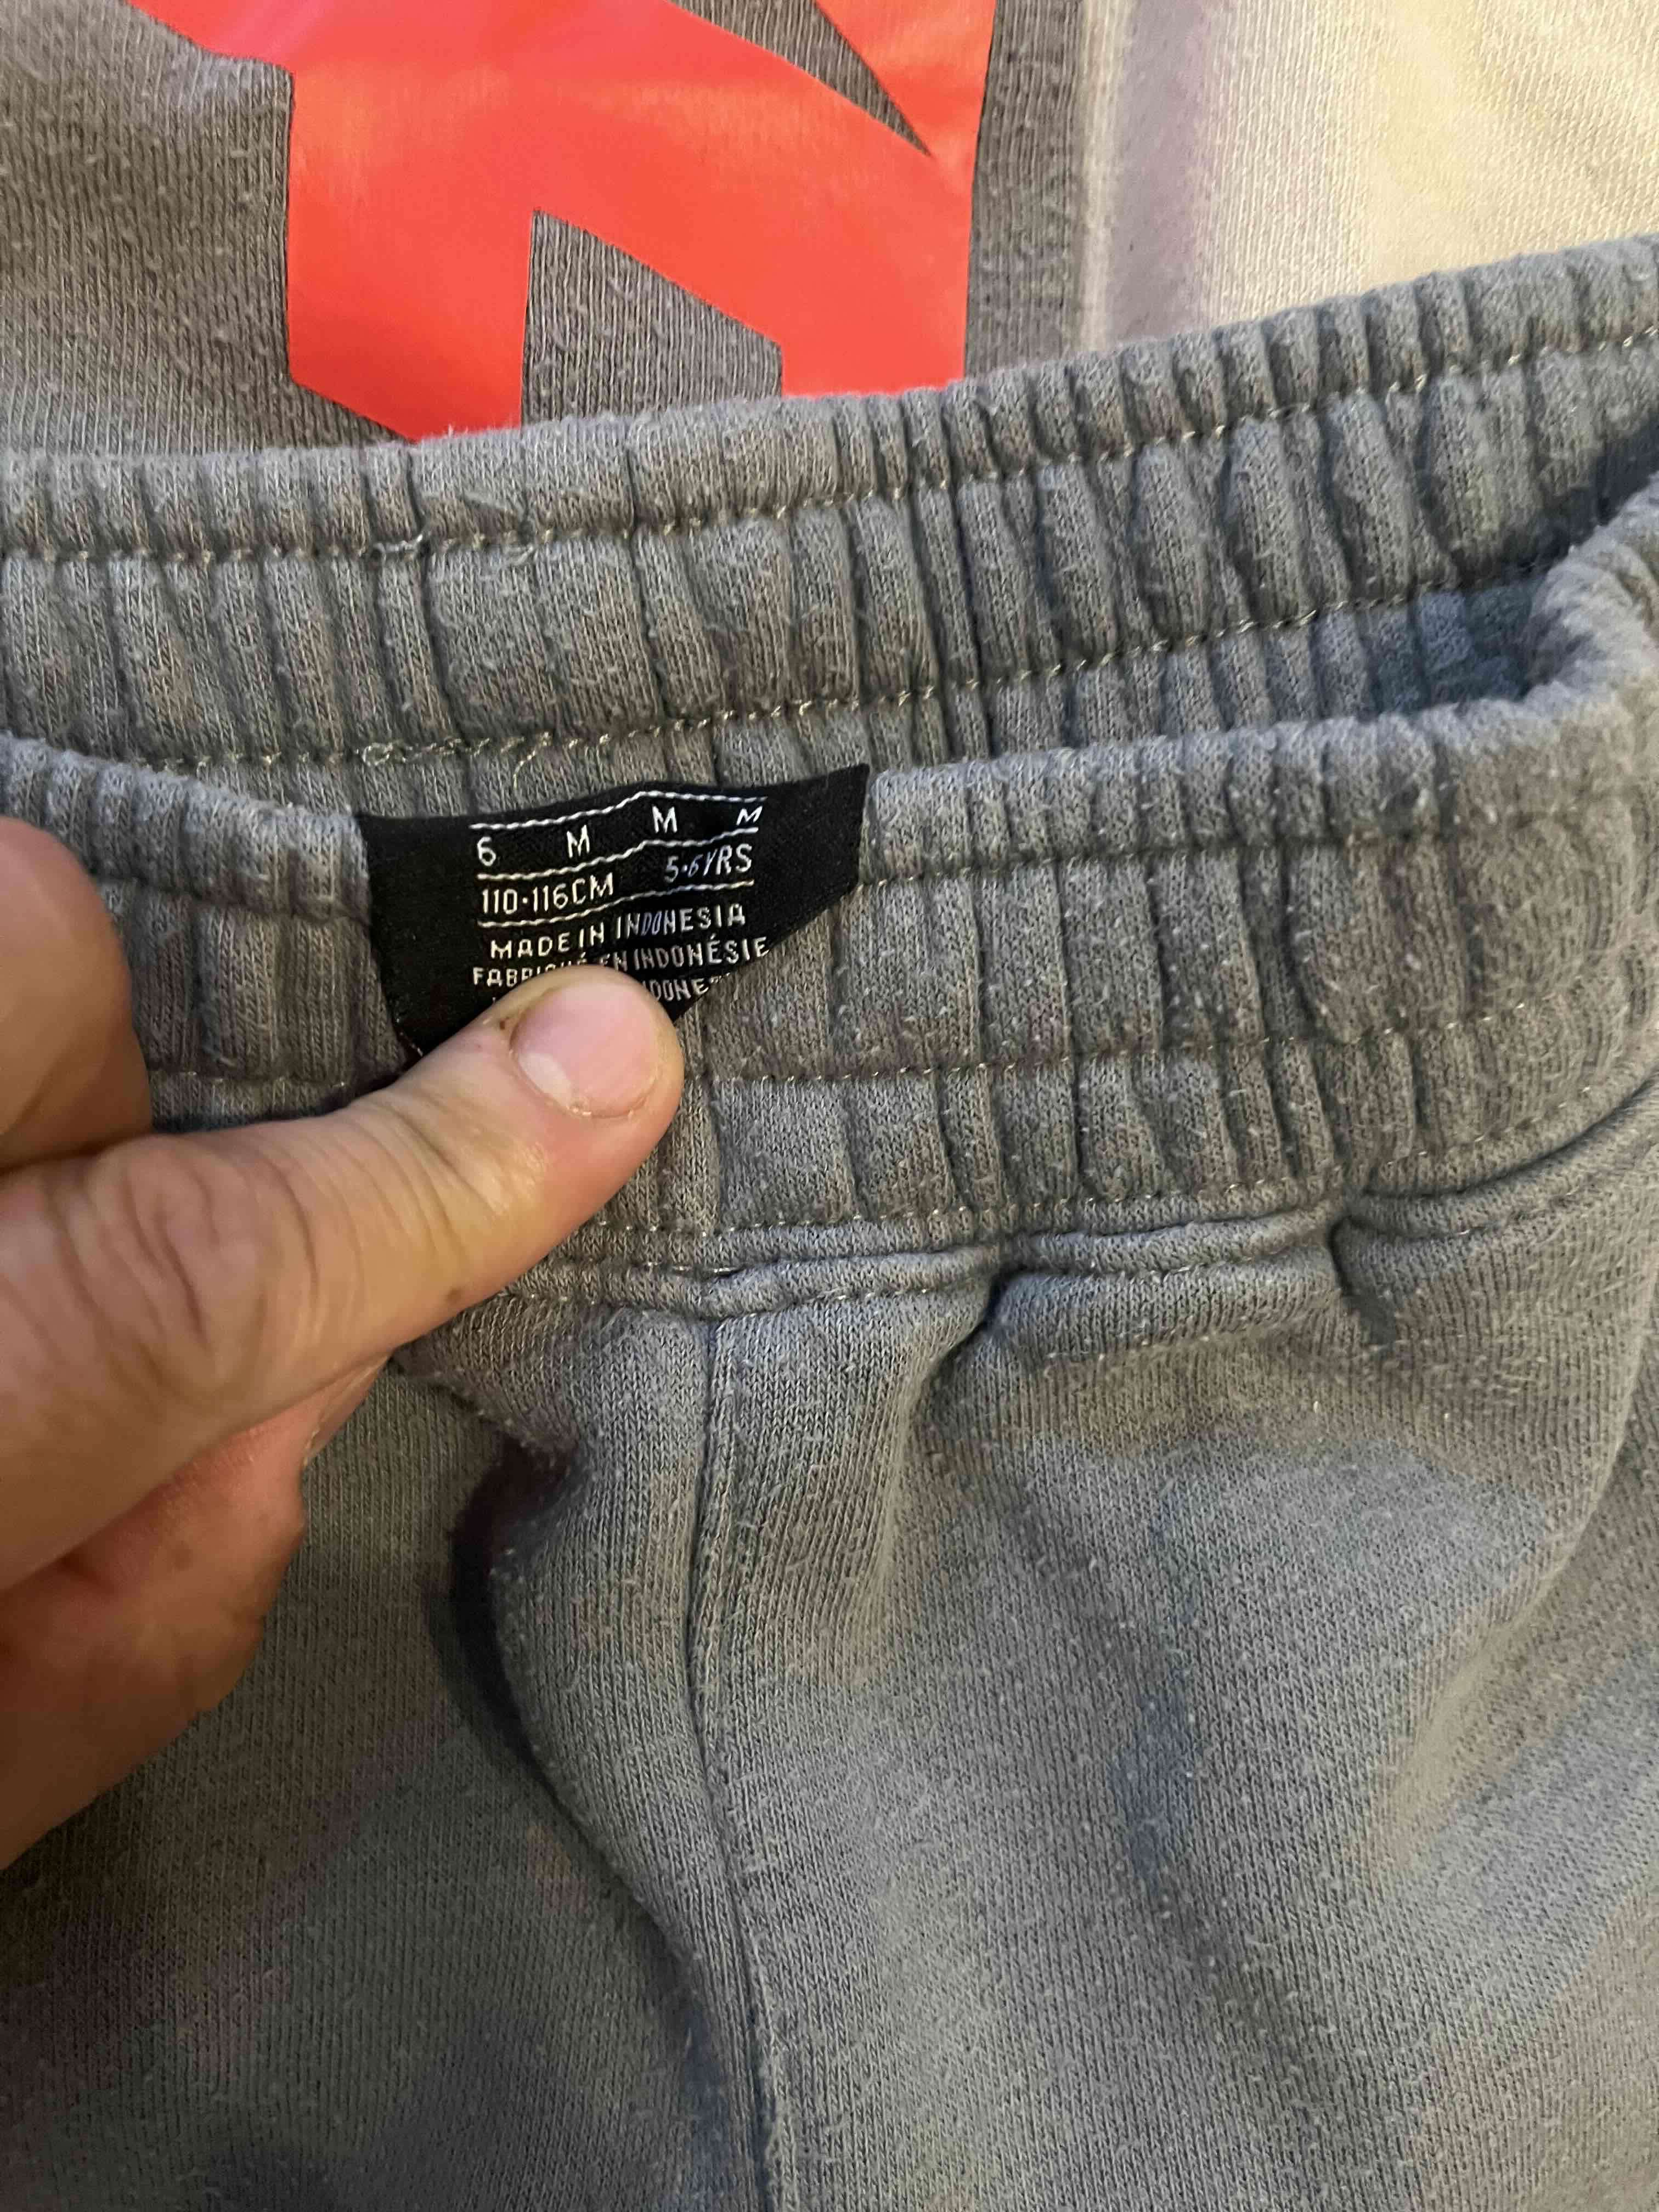 6 M M M
110-116CM 5-6YRS
MADE IN INDONESIA
FABRIQUÉ EN INDONÉSIE